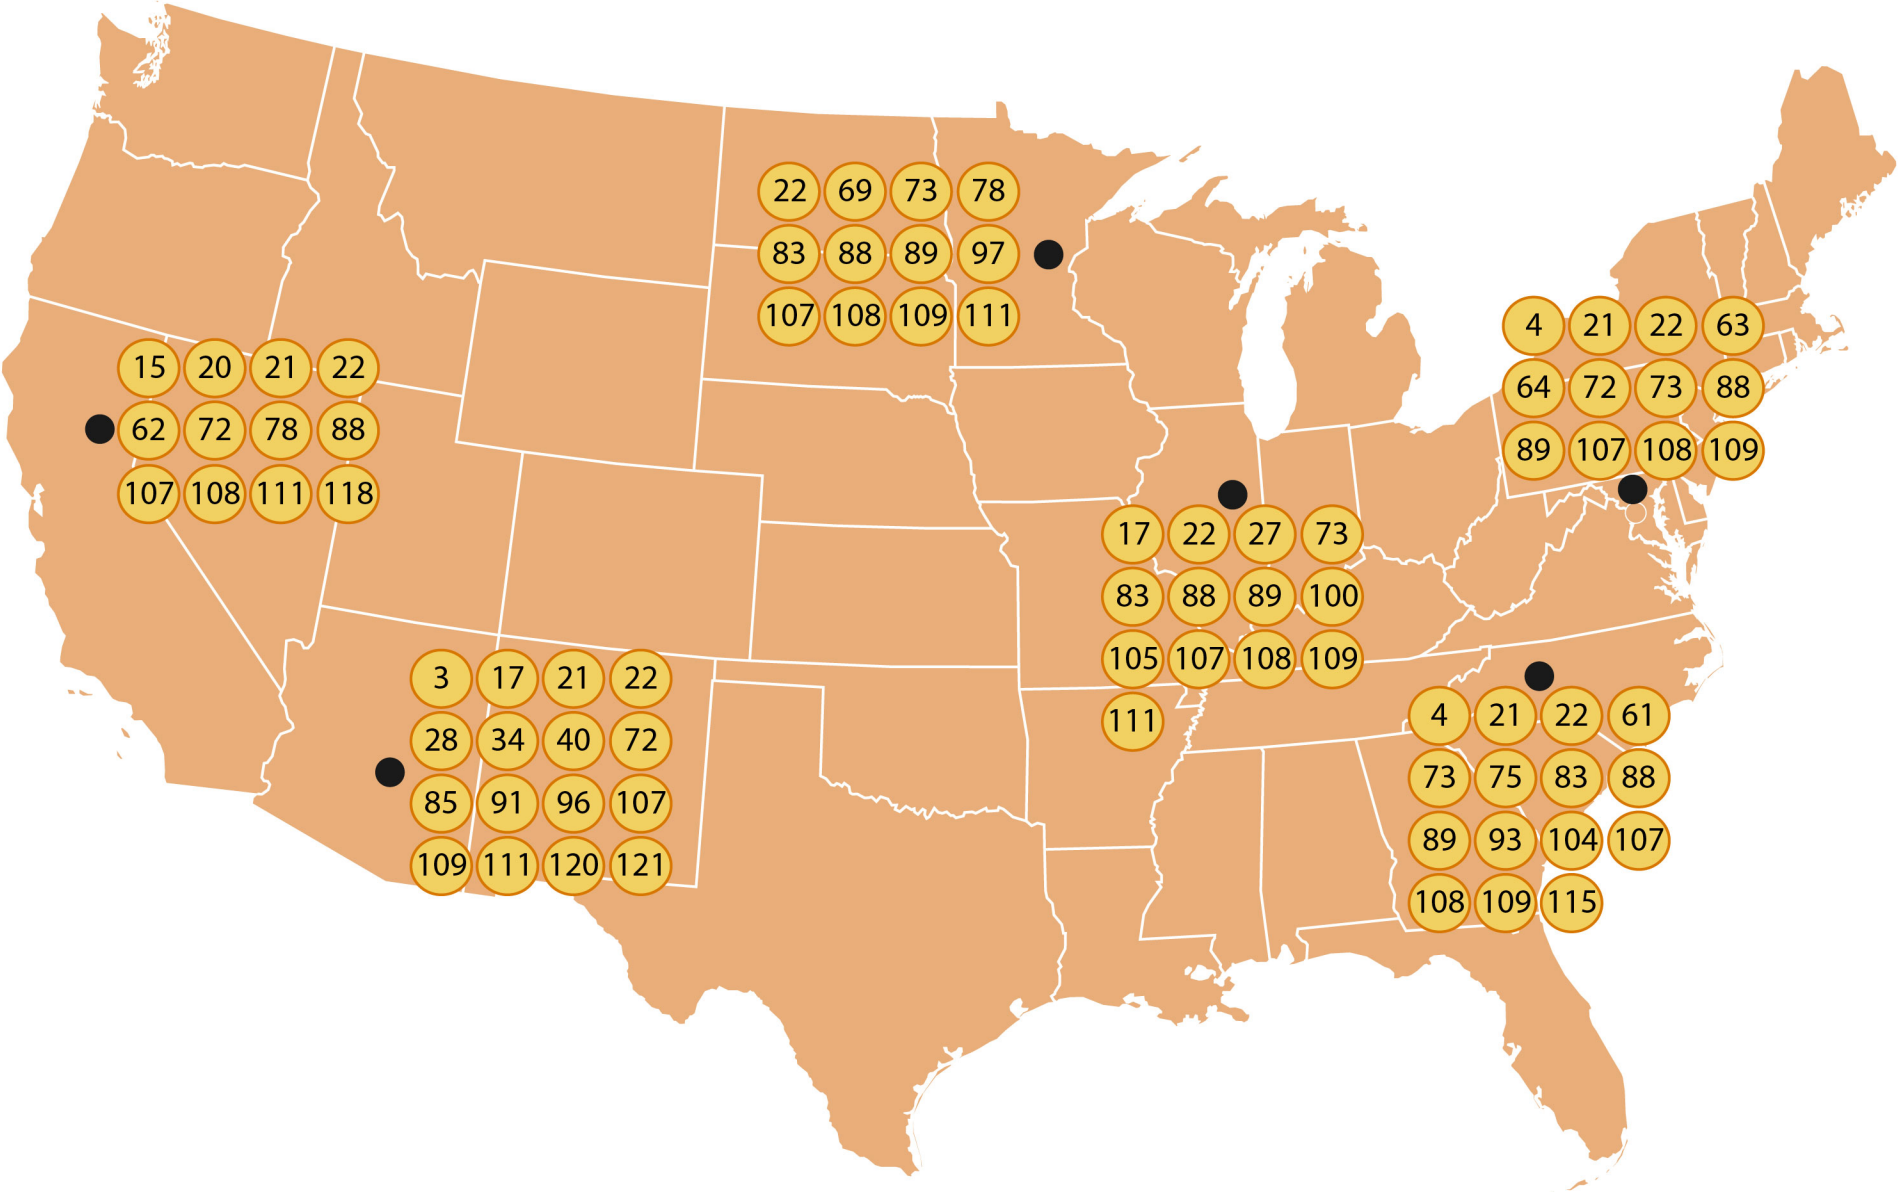 22 69 73 78
83 88 89 97
107 108 109 111
15 20 21 22
62 72 78 88
107 108 111 118
4 21 22 63
64 72 73 88
89 107 108 109
17 22 27 73
83 88 89 100
105 107 108 109
111
3 17 21 22
28 34 40 72
85 91 96 107
109 111 120 121
4 21 22 61
73 75 83 88
89 93 104 107
108 109 115